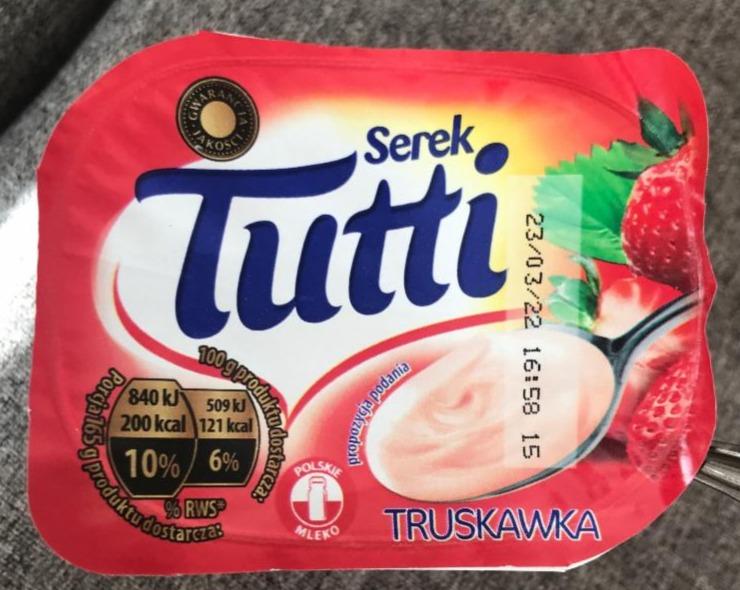 GWARANCJA JAKOŚCI
Serek
Tutti
23/03/22 16:58 15
propozycja podania
100 g produktu dostarcza:
509 kJ
121 kcal
6%
Porcja 165 g produktu dostarcza:
840 kJ
200 kcal
10%
% RWS*
POLSKIE
MLEKO
TRUSKAWKA